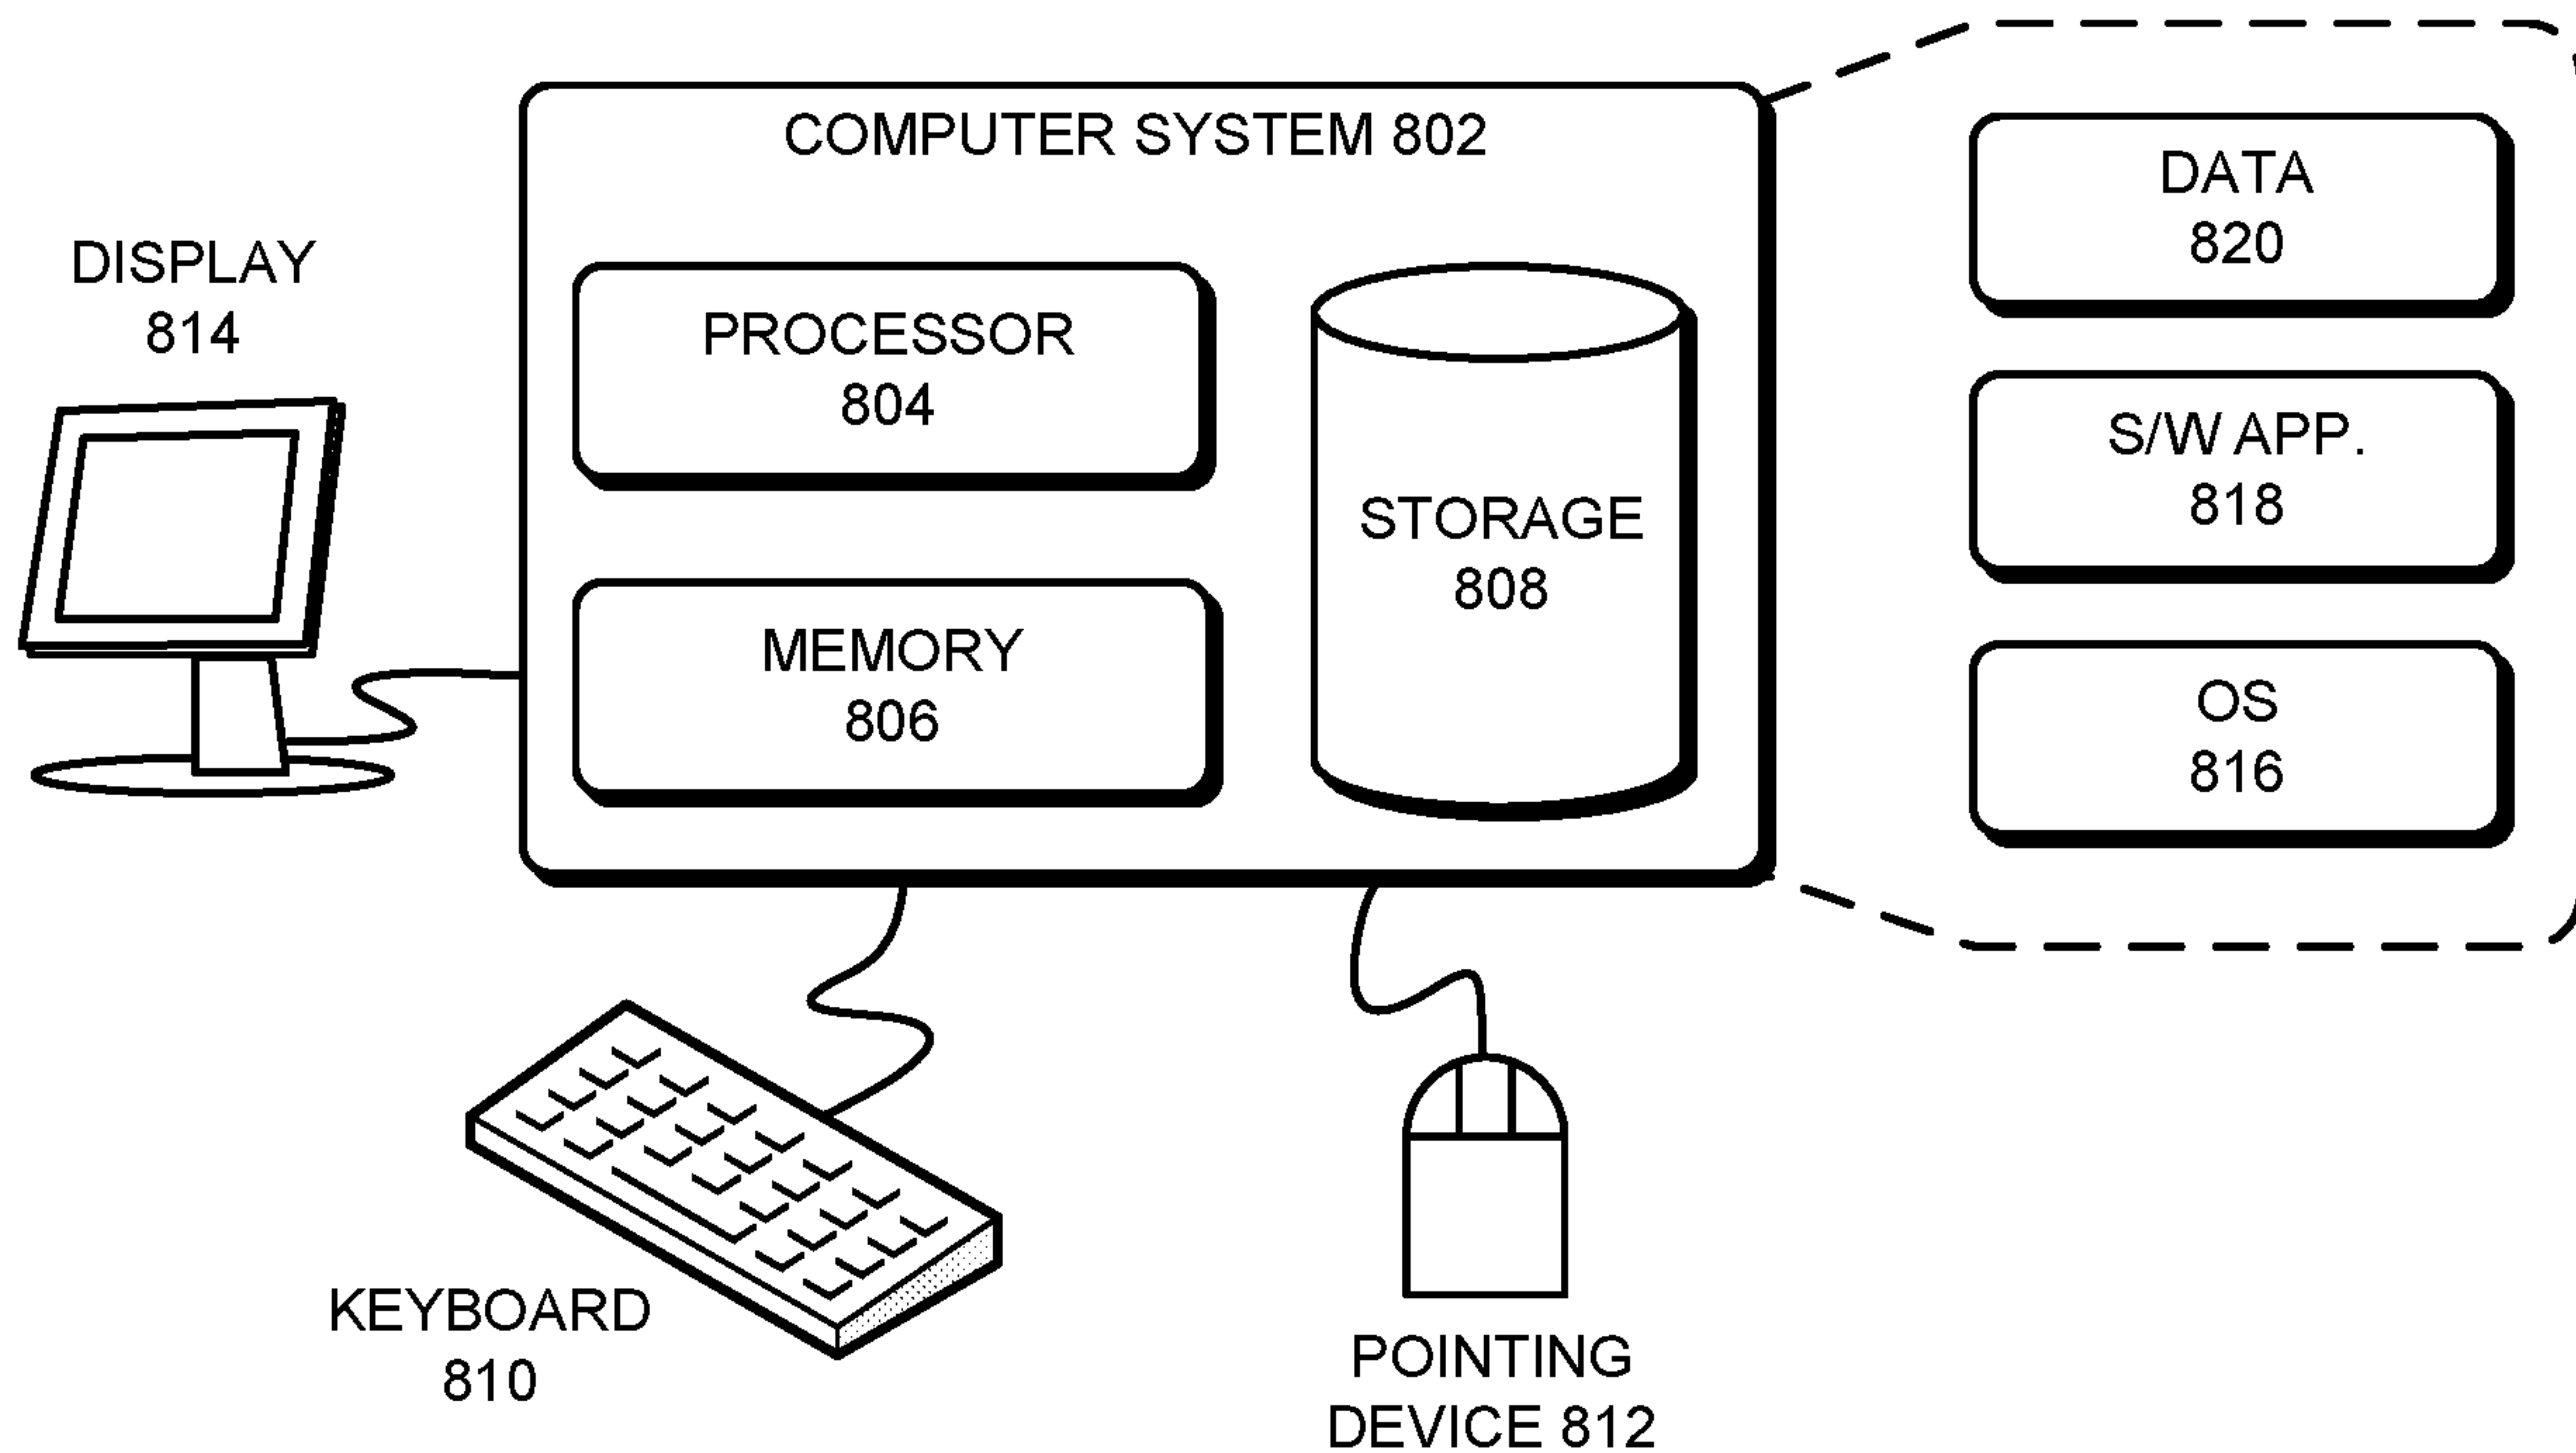 COMPUTER SYSTEM 802
DISPLAY
814
PROCESSOR
804
MEMORY
806
STORAGE
808
DATA
820
S/W APP.
818
OS
816
KEYBOARD
810
POINTING
DEVICE 812